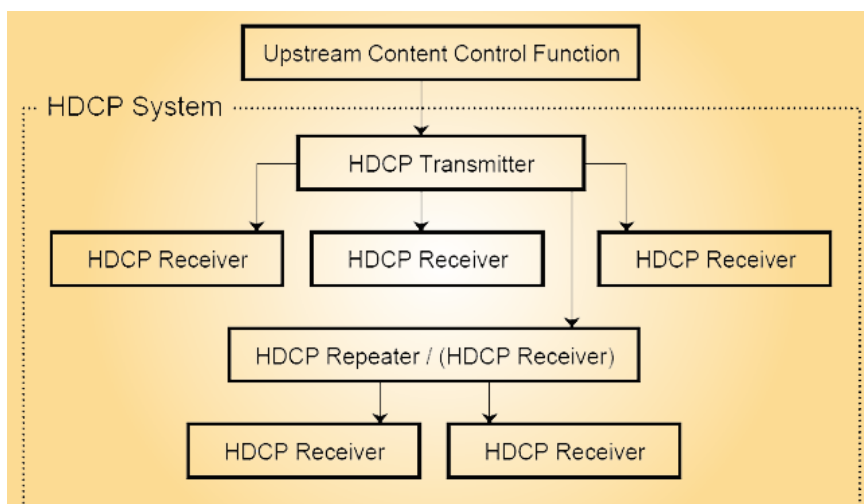 Upstream Content Control Function
HDCP System
HDCP Transmitter
HDCP Receiver
HDCP Receiver
HDCP Receiver
HDCP Repeater / (HDCP Receiver)
HDCP Receiver
HDCP Receiver